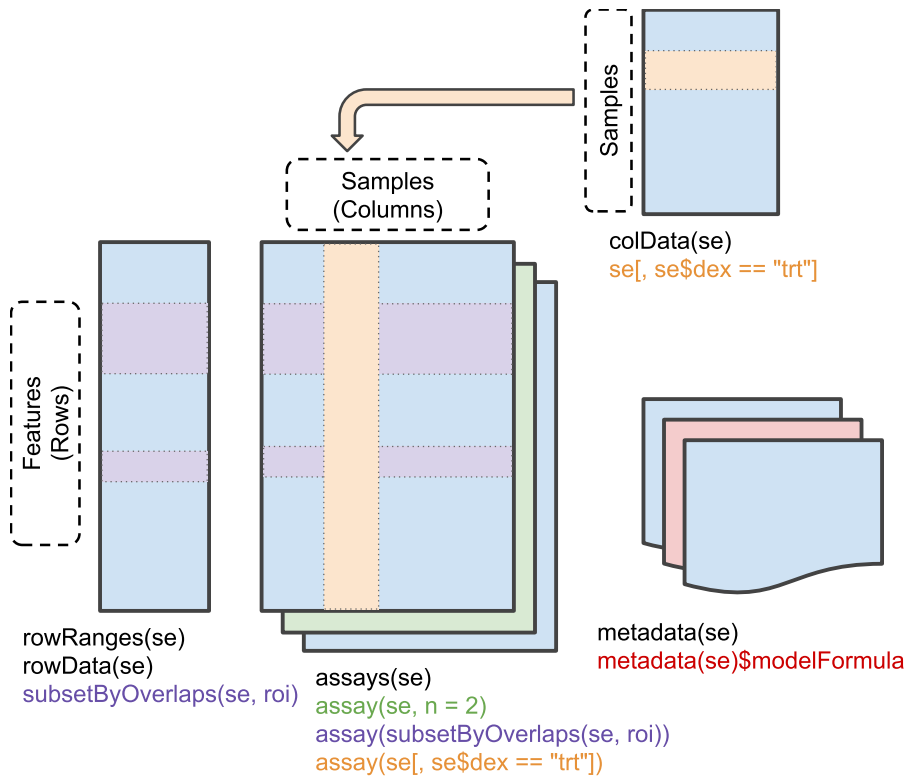 Samples
colData(se)
se[, se$dex == "trt"]
Samples
(Columns)
Features
(Rows)
rowRanges(se)
rowData(se)
subsetByOverlaps(se, roi)
assays(se)
assay(se, n = 2)
assay(subsetByOverlaps(se, roi))
assay(se[, se$dex == "trt"])
metadata(se)
metadata(se)$modelFormula